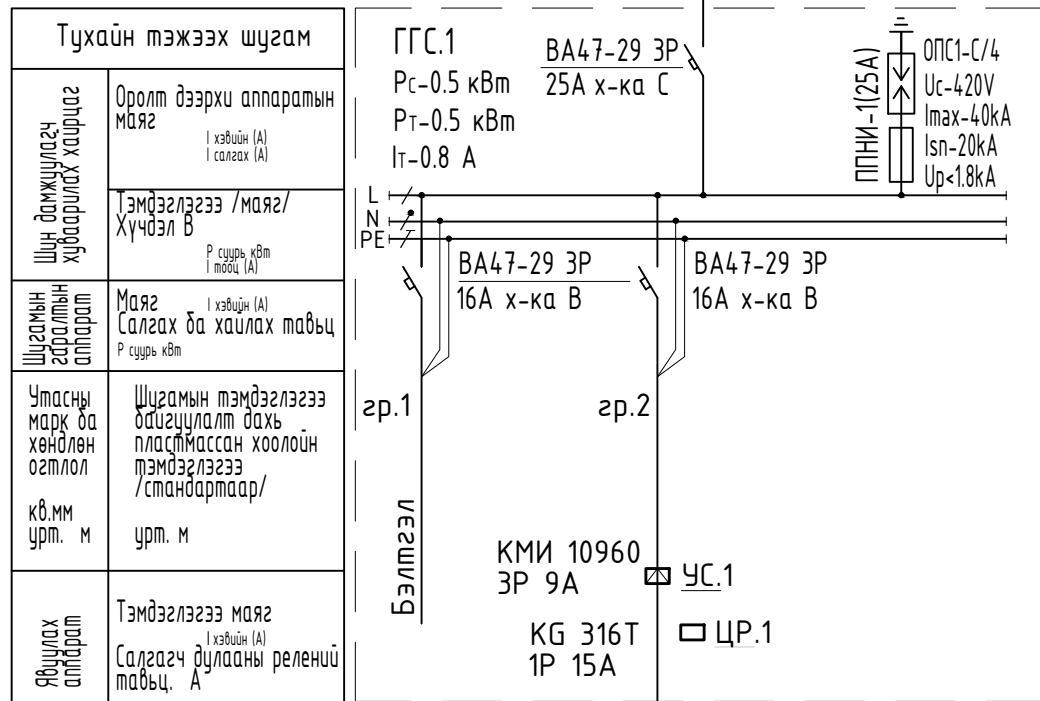 Тухайн тэжээх шугам
Шин дамжуулагч
хуваарилах хайрцаг
Оролт дээрхи аппаратын
маяг
I хэвийн (А)
I салгах (А)
Тэмдэглэгээ /маяг/
Хүчдэл В
Р суурь кВт
I тооц (А)
Шугамын
гаралтын
аппарат
Маяг I хэвийн (А)
Салгах ба хайлах тавьц
Р суурь кВт
Утасны
марк ба
хөндлөн
огтлол
кв.мм
урт. м
Шугамын тэмдэглэгээ
байгуулалт дахь
пластмассан хоолойн
тэмдэглэгээ
/стандартаар/
урт. м
Явуулах
аппарат
Тэмдэглэгээ маяг
I хэвийн (А)
Салгагч дулааны релений
тавьц. А
ГГС.1
Рс-0.5 кВт
Рт-0.5 кВт
Iт-0.8 А
ВА47-29 3Р
25А х-ка С
ППНИ-1(25А)
ОПС1-С/4
Uc-420V
Imax-40kA
Isn-20kA
Up<1.8kA
L
N
PE
ВА47-29 3Р
16А х-ка В
ВА47-29 3Р
16А х-ка В
гр.1
гр.2
Бэлтгэл
КМИ 10960
3Р 9А
УС.1
KG 316T
1Р 15А
ЦР.1